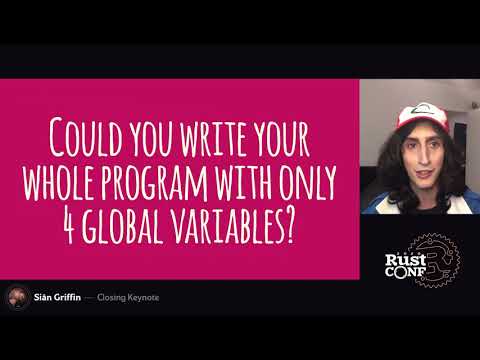 COULD YOU WRITE YOUR
WHOLE PROGRAM WITH ONLY
4 GLOBAL VARIABLES?
RUST
CONF
Siân Griffin — Closing Keynote